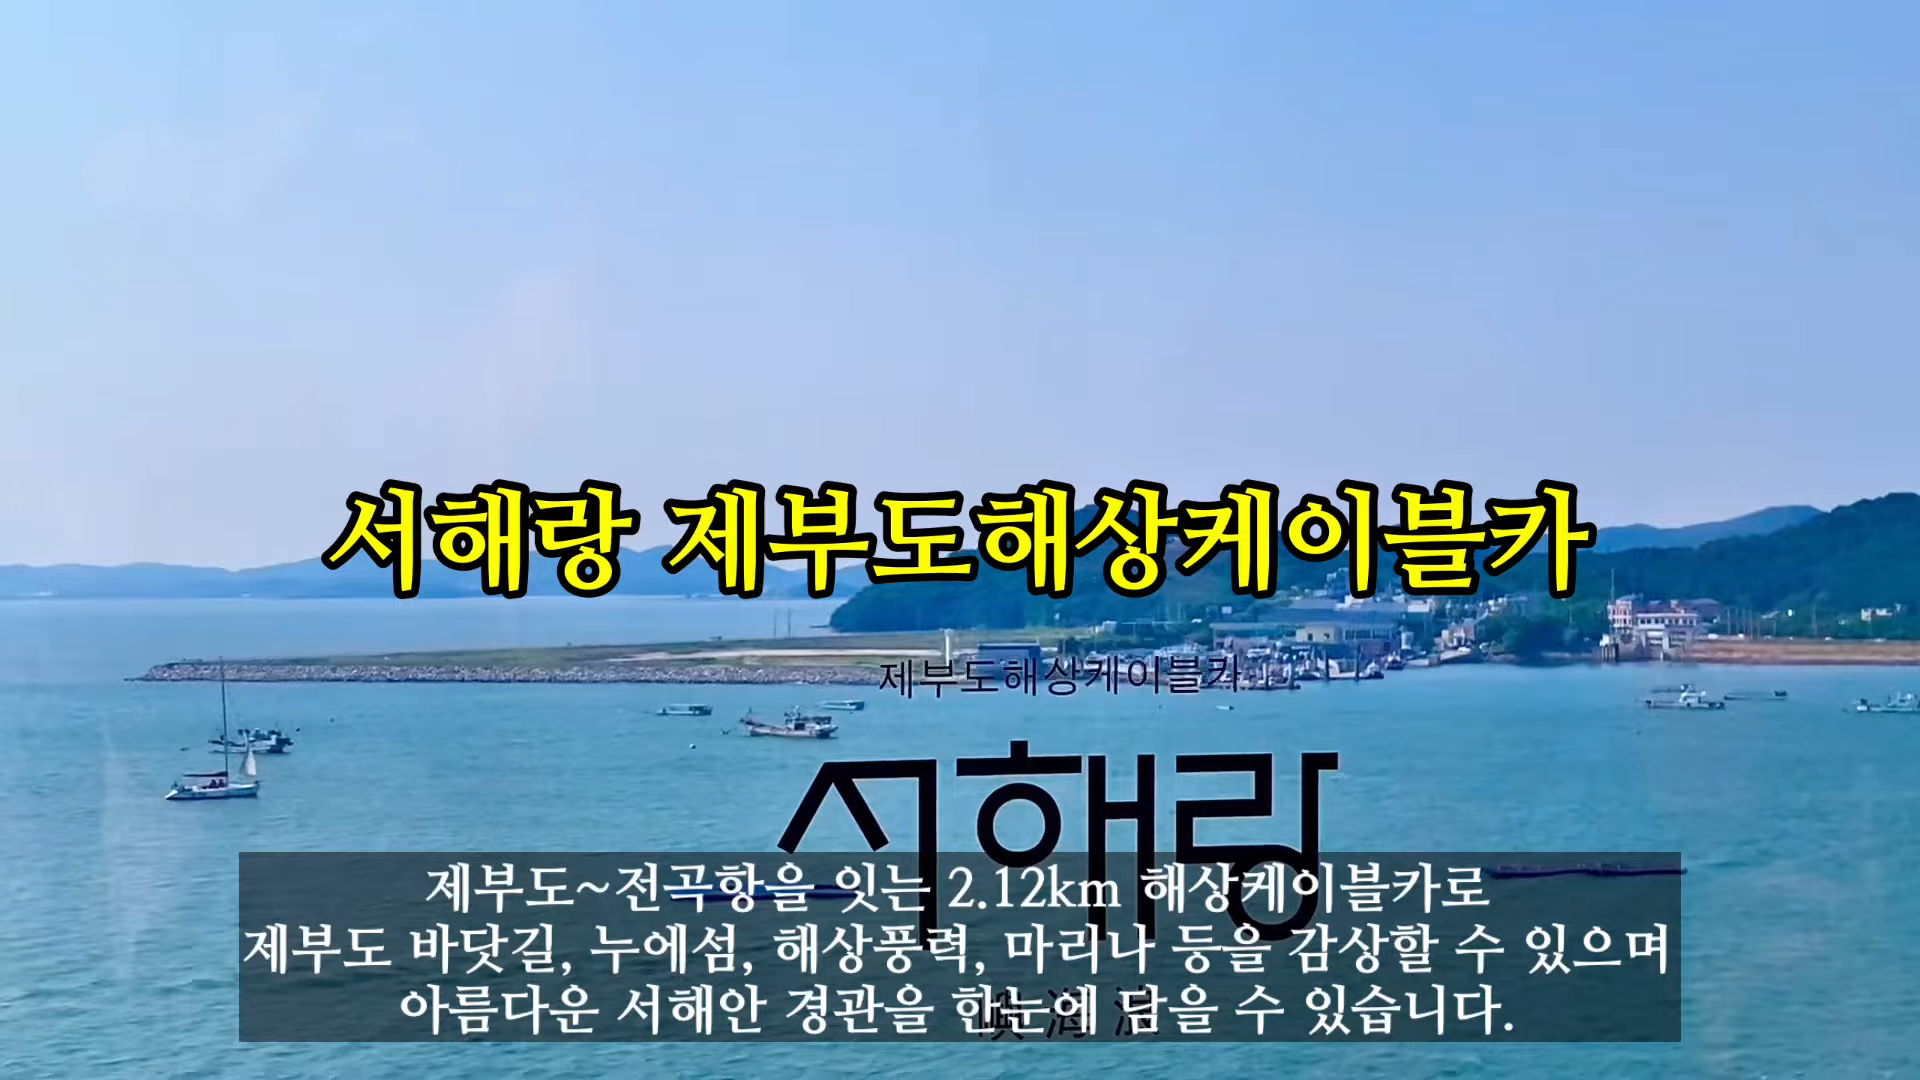 서해랑 제부도해상케이블카
제부도해상케이블카
서해랑
제부도~전곡항을 잇는 2.12km 해상케이블카로
제부도 바닷길, 누에섬, 해상풍력, 마리나 등을 감상할 수 있으며
아름다운 서해안 경관을 한눈에 담을 수 있습니다.